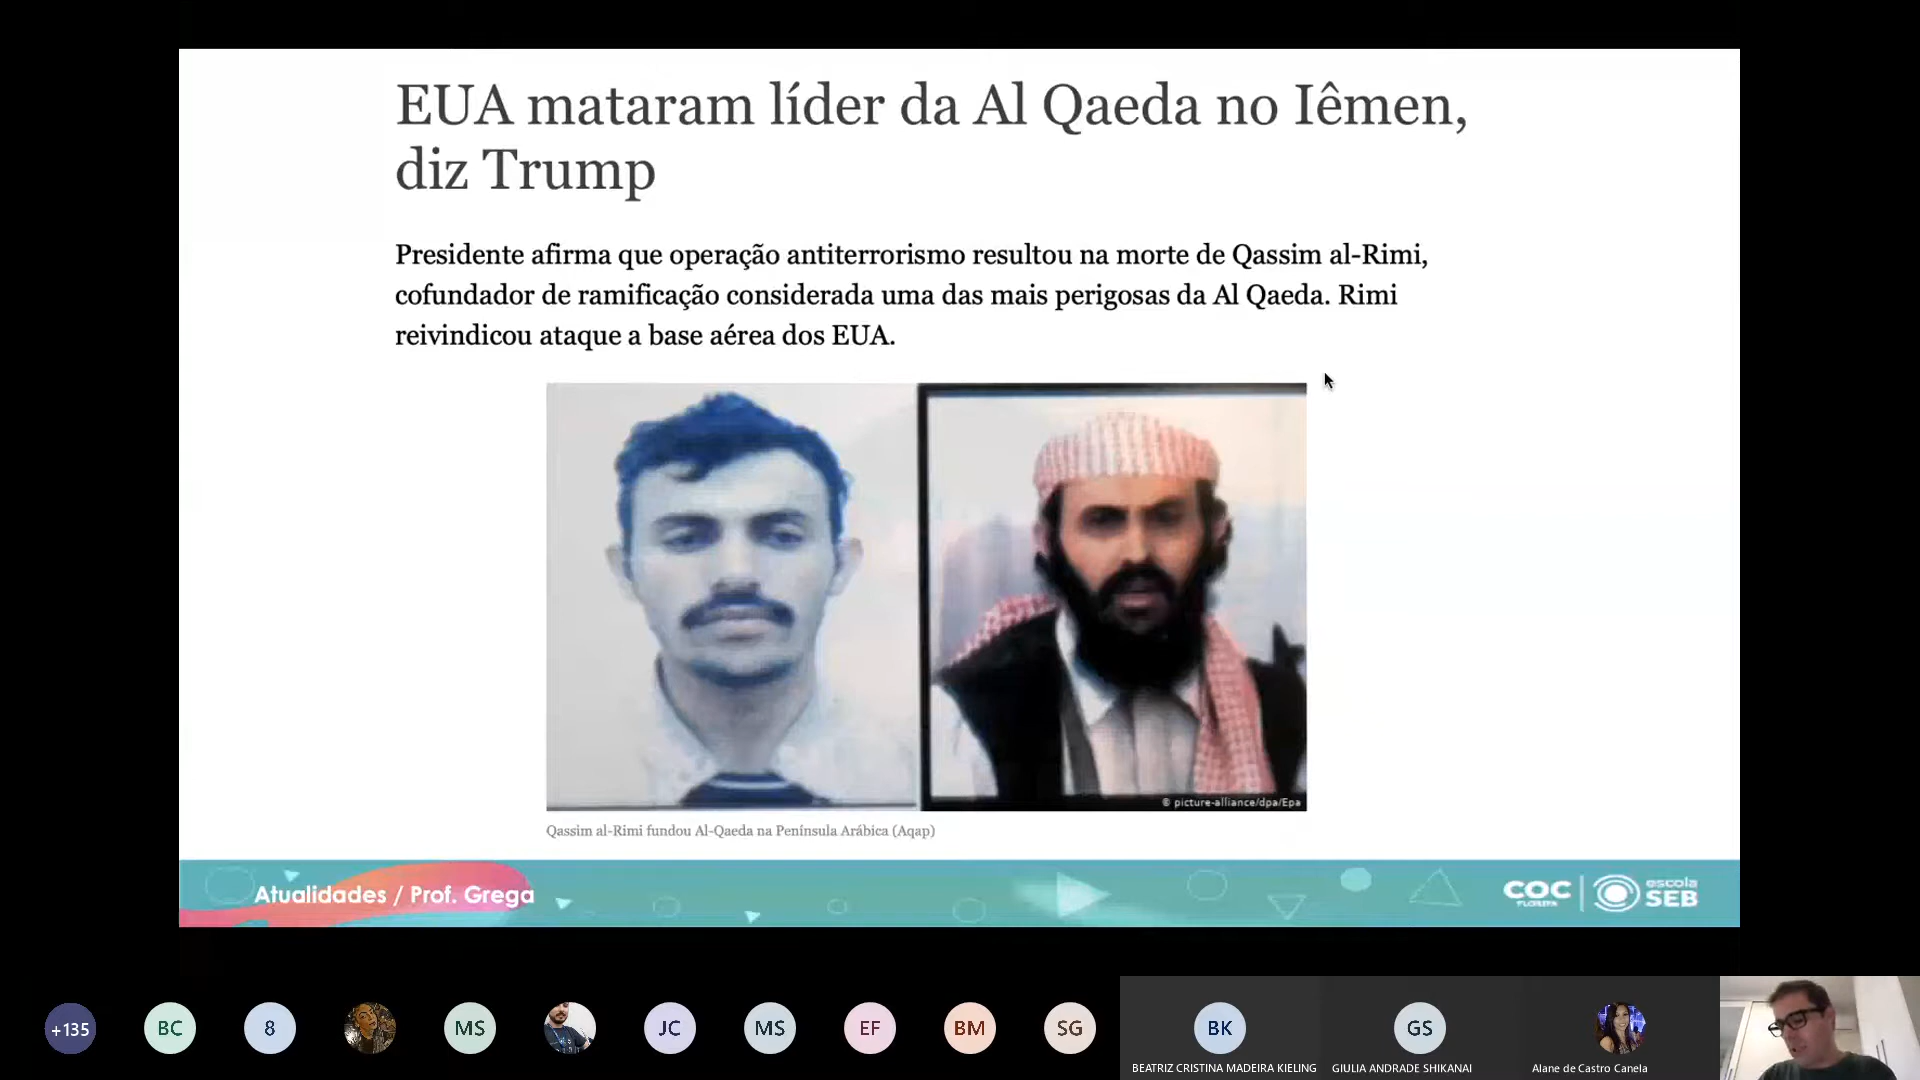 EUA mataram líder da Al Qaeda no Iêmen,
diz Trump
Presidente afirma que operação antiterrorismo resultou na morte de Qassim al-Rimi,
cofundador de ramificação considerada uma das mais perigosas da Al Qaeda. Rimi
reivindicou ataque a base aérea dos EUA.
© picture-alliance/dpa/Epa
Qassim al-Rimi fundou Al-Qaeda na Península Arábica (Aqap)
Atualidades / Prof. Grega
COC
FLORIPA
escola
SEB
+135
BC
8
MS
JC
MS
EF
BM
SG
BK
GS
BEATRIZ CRISTINA MADEIRA KIELING
GIULIA ANDRADE SHIKANAI
Alane de Castro Canela